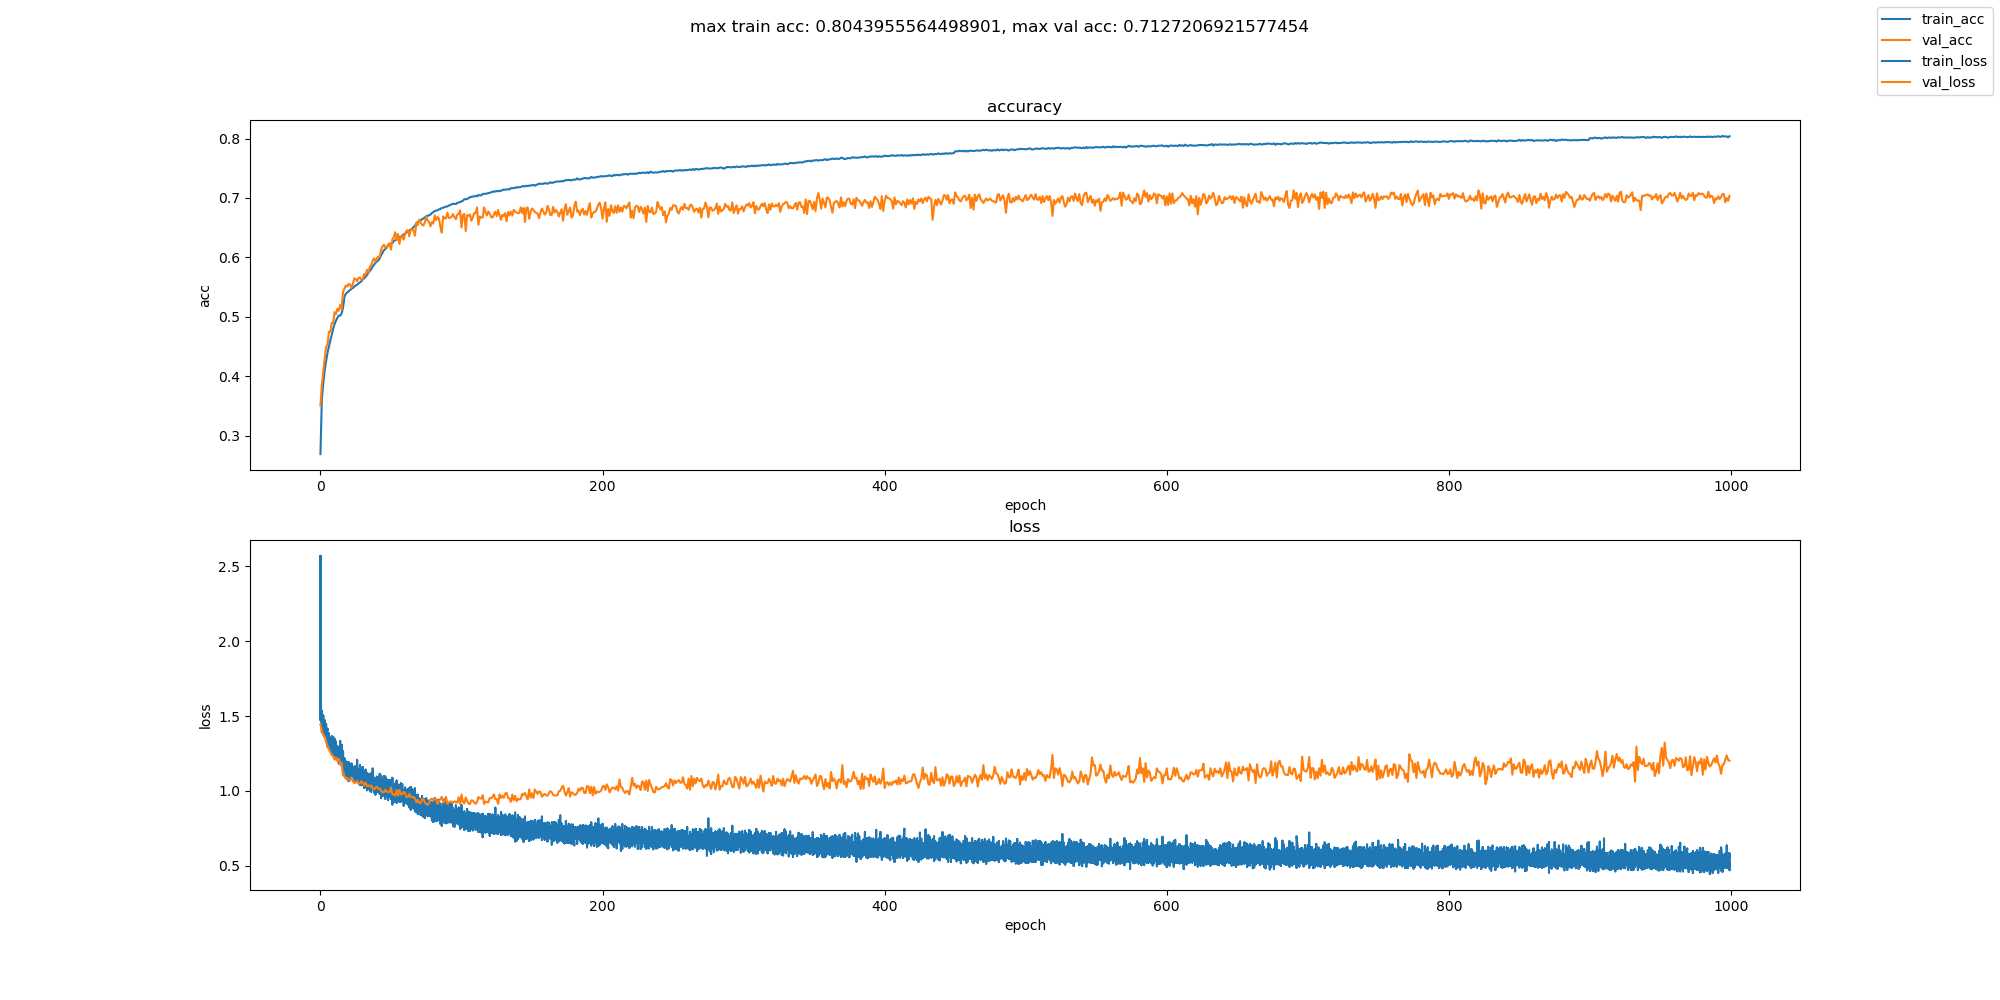 max train acc: 0.8043955564498901, max val acc: 0.7127206921577454
train_acc
val_acc
train_loss
val_loss
accuracy
0.8
0.7
0.6
0.5
0.4
0.3
acc
0 200 400 600 800 1000
epoch
loss
2.5
2.0
1.5
1.0
0.5
loss
0 200 400 600 800 1000
epoch